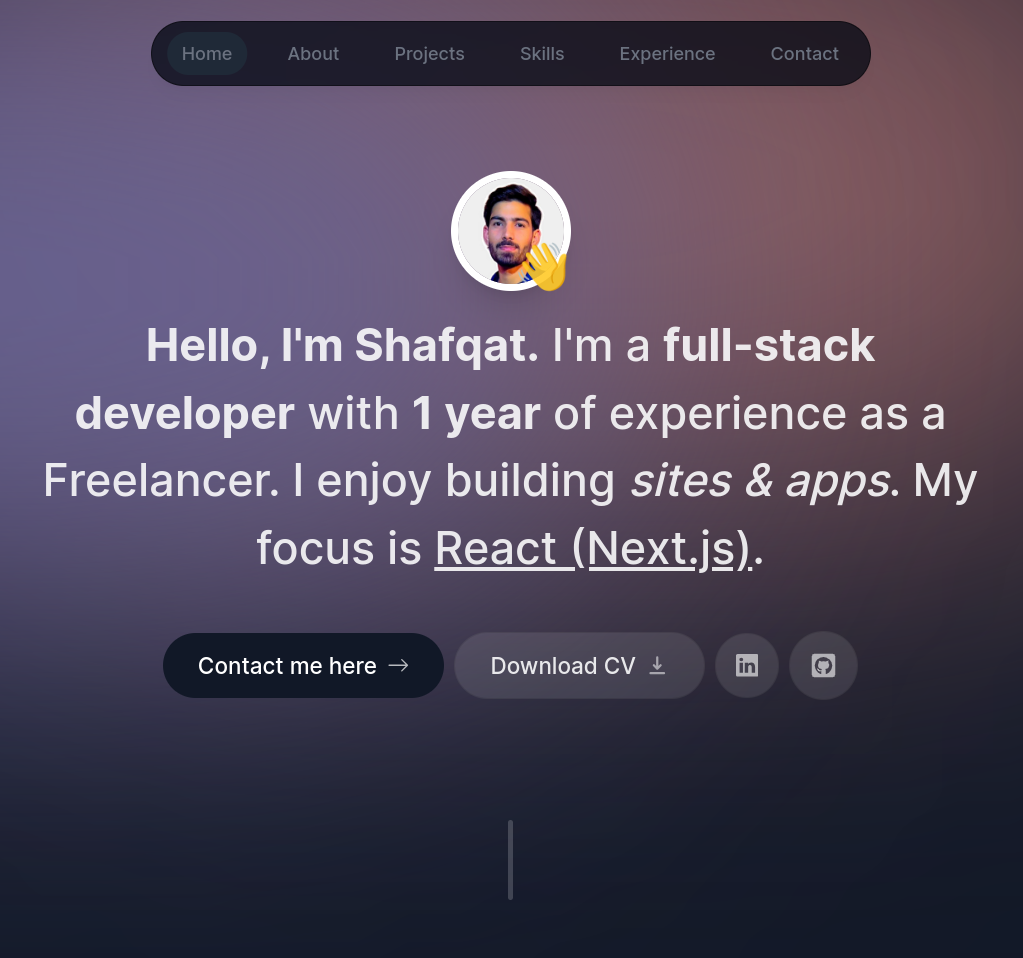 Home About Projects Skills Experience Contact
Hello, I'm Shafqat. I'm a full-stack
developer with 1 year of experience as a
Freelancer. I enjoy building sites & apps. My
focus is React (Next.js).
Contact me here Download CV in